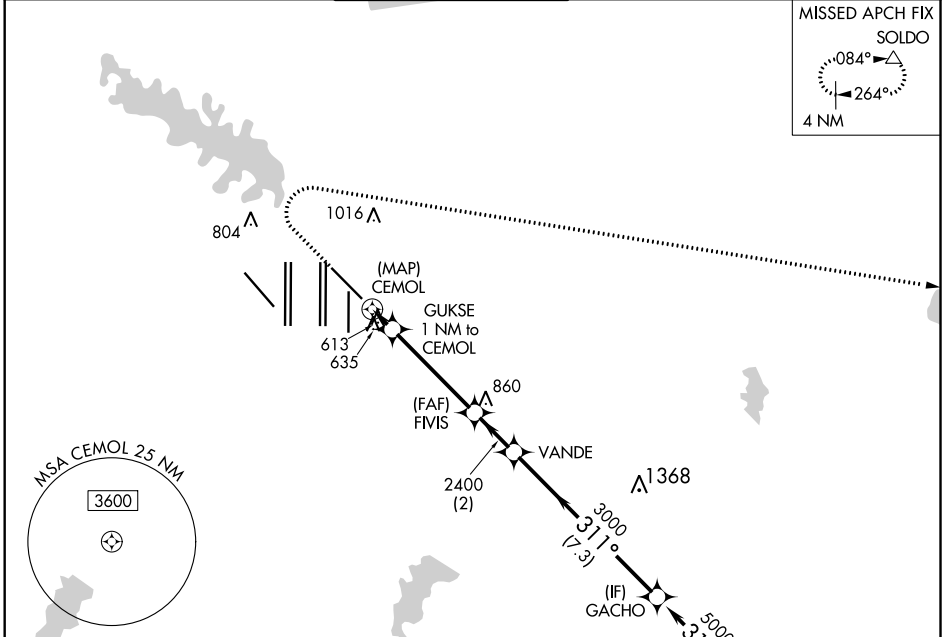 MISSED APCH FIX
SOLDO
084°
264°
4 NM
1016
804
(MAP)
CEMOL
GUKSE
1 NM to
CEMOL
613
635
860
(FAF)
FIVIS
VANDE
2400
(2)
1368
MSA CEMOL 25 NM
3600
3000
311°
(7.3)
(IF)
GACHO
5000